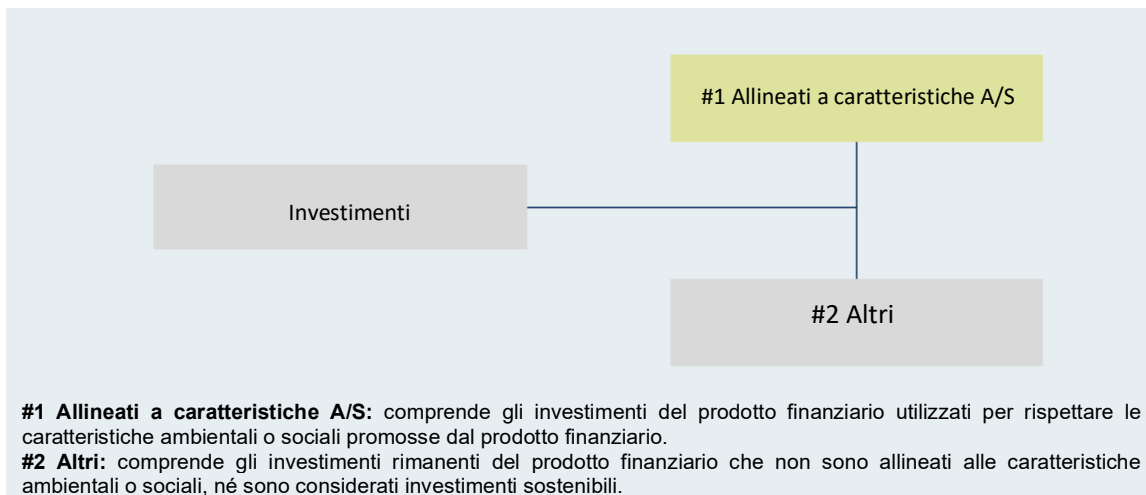 #1 Allineati a caratteristiche A/S
Investimenti
#2 Altri
#1 Allineati a caratteristiche A/S: comprende gli investimenti del prodotto finanziario utilizzati per rispettare le
caratteristiche ambientali o sociali promosse dal prodotto finanziario.
#2 Altri: comprende gli investimenti rimanenti del prodotto finanziario che non sono allineati alle caratteristiche
ambientali o sociali, né sono considerati investimenti sostenibili.